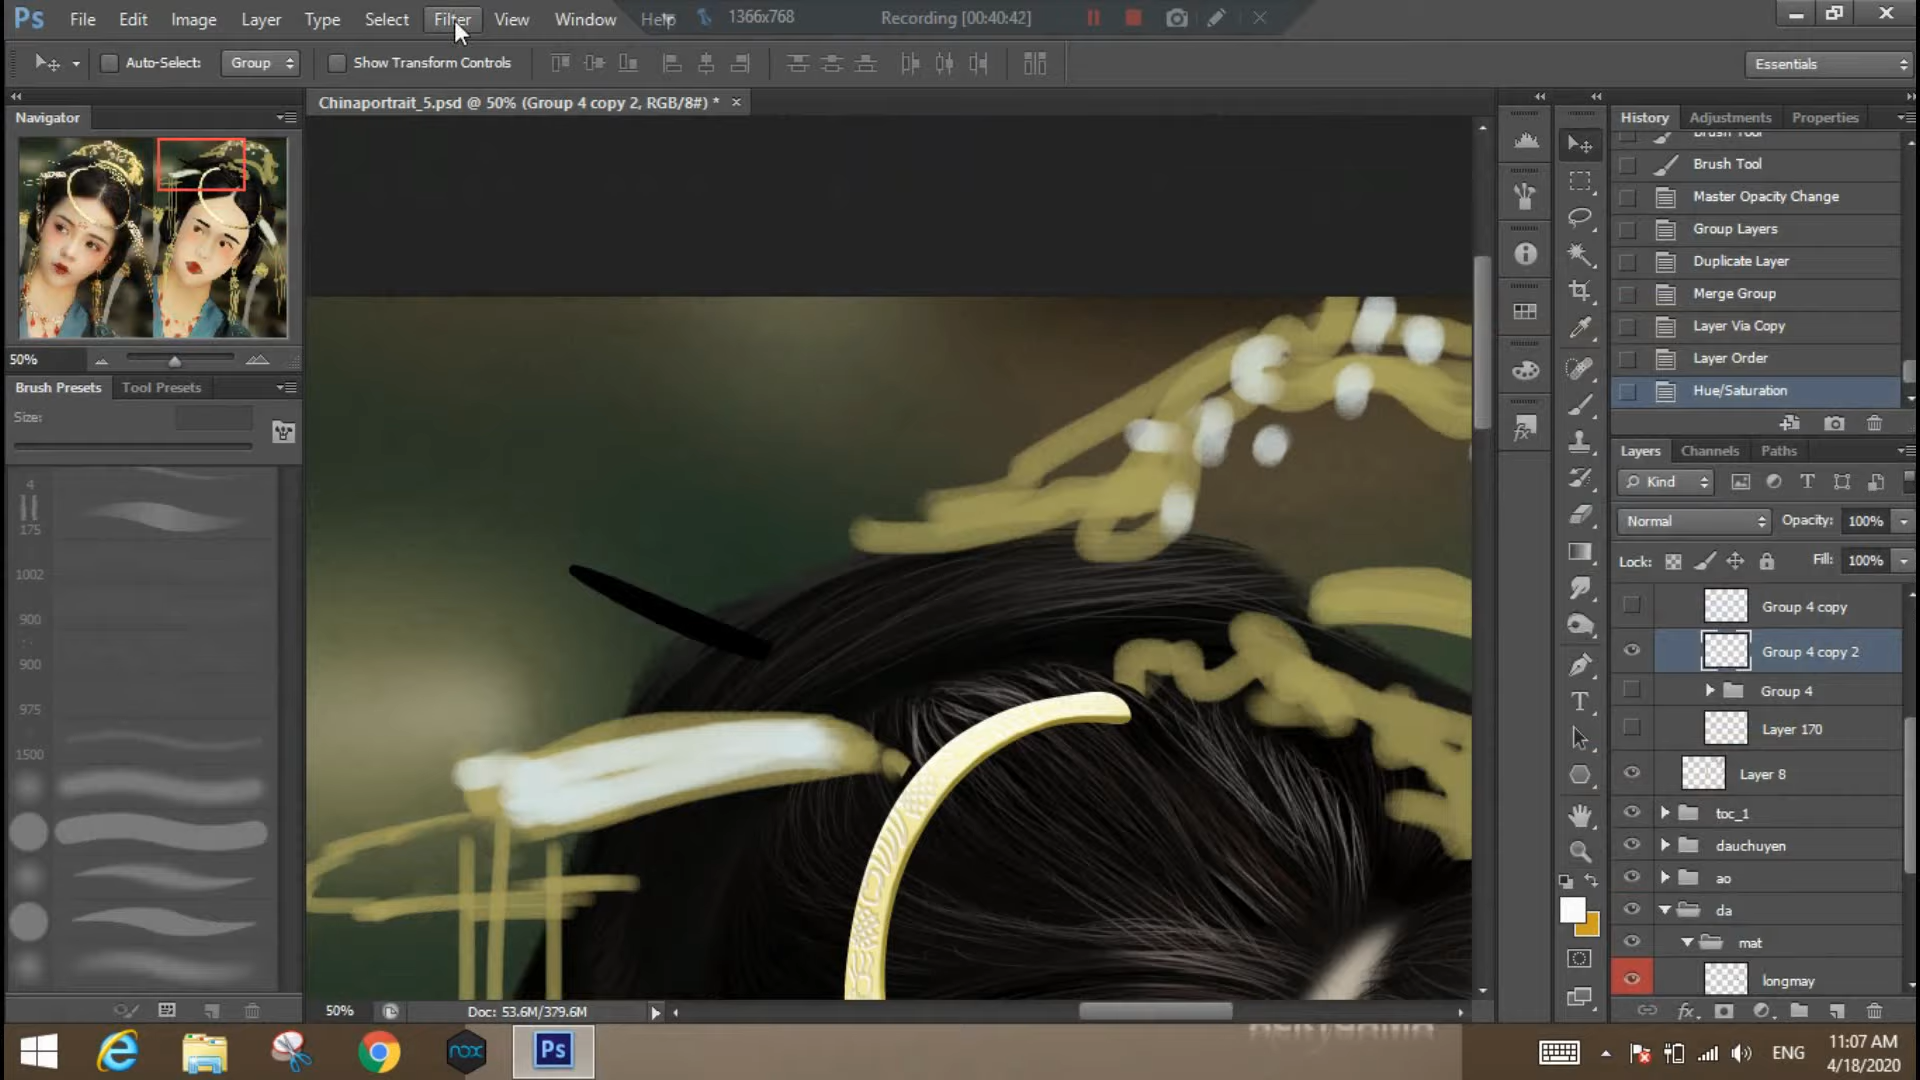 Ps File Edit Image Layer Type Select Filter View Window Help 1366x768 Recording [00:40:42]
Auto-Select: Group Show Transform Controls Essentials
Chinaportrait_5.psd @ 50% (Group 4 copy 2, RGB/8#) *
Navigator
50%
Brush Presets Tool Presets
Size:
4
175
1002
900
900
975
1500
History Adjustments Properties
Brush Tool
Brush Tool
Master Opacity Change
Group Layers
Duplicate Layer
Merge Group
Layer Via Copy
Layer Order
Hue/Saturation
Layers Channels Paths
Kind
Normal Opacity: 100%
Lock: Fill: 100%
Group 4 copy
Group 4 copy 2
Group 4
Layer 170
Layer 8
toc_1
dauchuyen
ao
da
mat
longmay
50% Doc: 53.6M/379.6M
nox Ps ENG 11:07 AM
4/18/2020